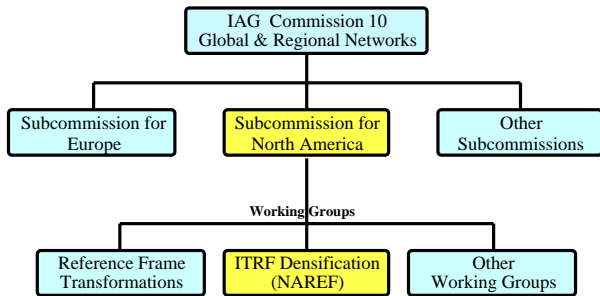 IAG Commission 10
Global & Regional Networks
Subcommission for
Europe
Subcommission for
North America
Other
Subcommissions
Working Groups
Reference Frame
Transformations
ITRF Densification
(NAREF)
Other
Working Groups